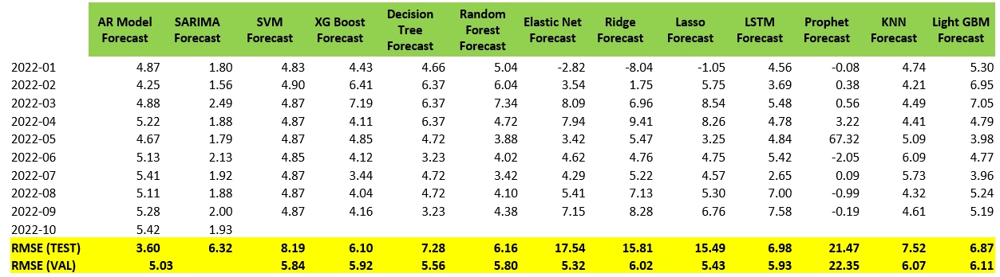 AR Model Forecast SARIMA Forecast SVM Forecast XG Boost Forecast Decision Tree Forecast Random Forest Forecast Elastic Net Forecast Ridge Forecast Lasso Forecast LSTM Forecast Prophet Forecast KNN Forecast Light GBM Forecast
2022-01 4.87 1.80 4.83 4.43 4.66 5.04 -2.82 -8.04 -1.05 4.56 -0.08 4.74 5.30
2022-02 4.25 1.56 4.90 6.41 6.37 6.04 3.54 1.75 5.75 3.69 0.38 4.21 6.95
2022-03 4.88 2.49 4.87 7.19 6.37 7.34 8.09 6.96 8.54 5.48 0.56 4.49 7.05
2022-04 5.22 1.88 4.87 4.11 6.37 4.72 7.94 9.41 8.26 4.78 3.22 4.41 4.79
2022-05 4.67 1.79 4.87 4.85 4.72 3.88 3.42 5.47 3.25 4.84 67.32 5.09 3.98
2022-06 5.13 2.13 4.85 4.12 3.23 4.02 4.62 4.76 4.75 5.42 -2.05 6.09 4.77
2022-07 5.41 1.92 4.87 3.44 4.72 3.42 4.29 5.22 4.57 2.65 0.09 5.73 3.96
2022-08 5.11 1.88 4.87 4.04 4.72 4.10 5.41 7.13 5.30 7.00 -0.99 4.32 5.24
2022-09 5.28 2.00 4.87 4.16 3.23 4.38 7.15 8.28 6.76 7.58 -0.19 4.61 5.19
2022-10 5.42 1.93
RMSE (TEST) 3.60 6.32 8.19 6.10 7.28 6.16 17.54 15.81 15.49 6.98 21.47 7.52 6.87
RMSE (VAL) 5.03 5.84 5.92 5.56 5.80 5.32 6.02 5.43 5.93 22.35 6.07 6.11